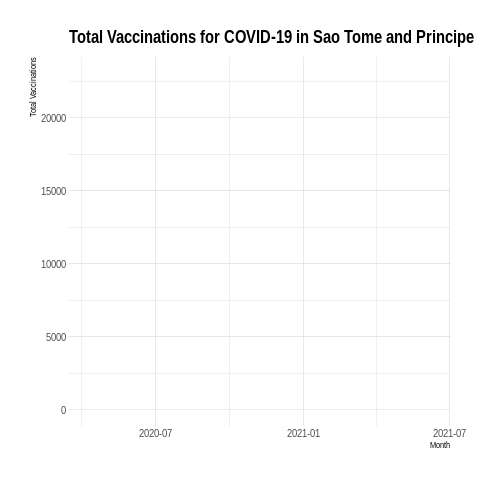 Total Vaccinations for COVID-19 in Sao Tome and Principe
Total Vaccinations
20000
15000
10000
5000
0
2020-07
2021-01
2021-07
Month